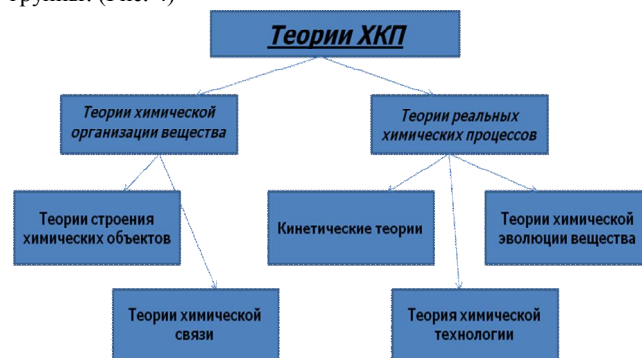 группы: (Рис. 4)
Теории ХКП
Теории химической
организации вещества
Теории реальных
химических процессов
Теории строения
химических объектов
Кинетические теории
Теории химической
эволюции вещества
Теории химической
связи
Теория химической
технологии